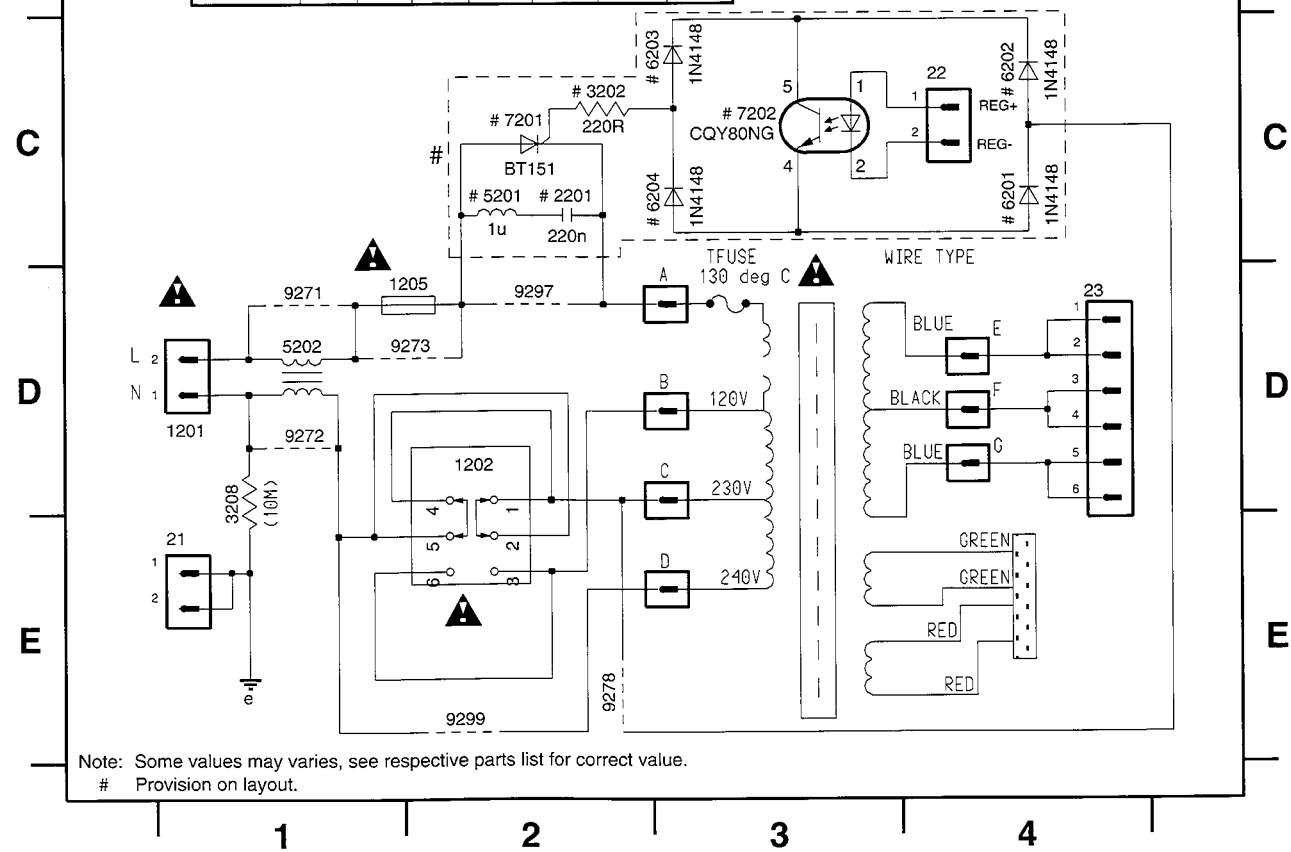 C
# 6203
1N4148
# 3202
220R
# 7201
BT151
#
# 5201
1u
# 2201
220n
# 6204
1N4148
5
4
# 7202
CQY80NG
1
2
22
1
2
REG+
REG-
# 6202
1N4148
# 6201
1N4148
C
TFUSE
130 deg C
WIRE TYPE
D
9271
1205
9297
9273
L 2
N 1
5202
1201
9272
3208
(10M)
A
B
C
D
120V
230V
240V
1202
4
5
6
1
2
3
BLUE
E
BLACK
F
BLUE
G
23
1
2
3
4
5
6
D
E
21
1
2
e
9299
9278
GREEN
GREEN
RED
RED
E
Note: Some values may varies, see respective parts list for correct value.
# Provision on layout.
1
2
3
4